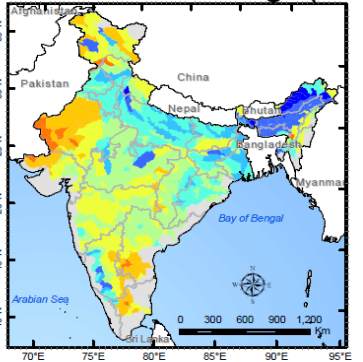 Afghanistan
China
Pakistan
Nepal
Bhutan
Bangladesh
Myanmar
Bay of Bengal
N
W E
S
Arabian Sea
0 300 600 900 1,200
Km
Sri Lanka
70°E 75°E 80°E 85°E 90°E 95°E